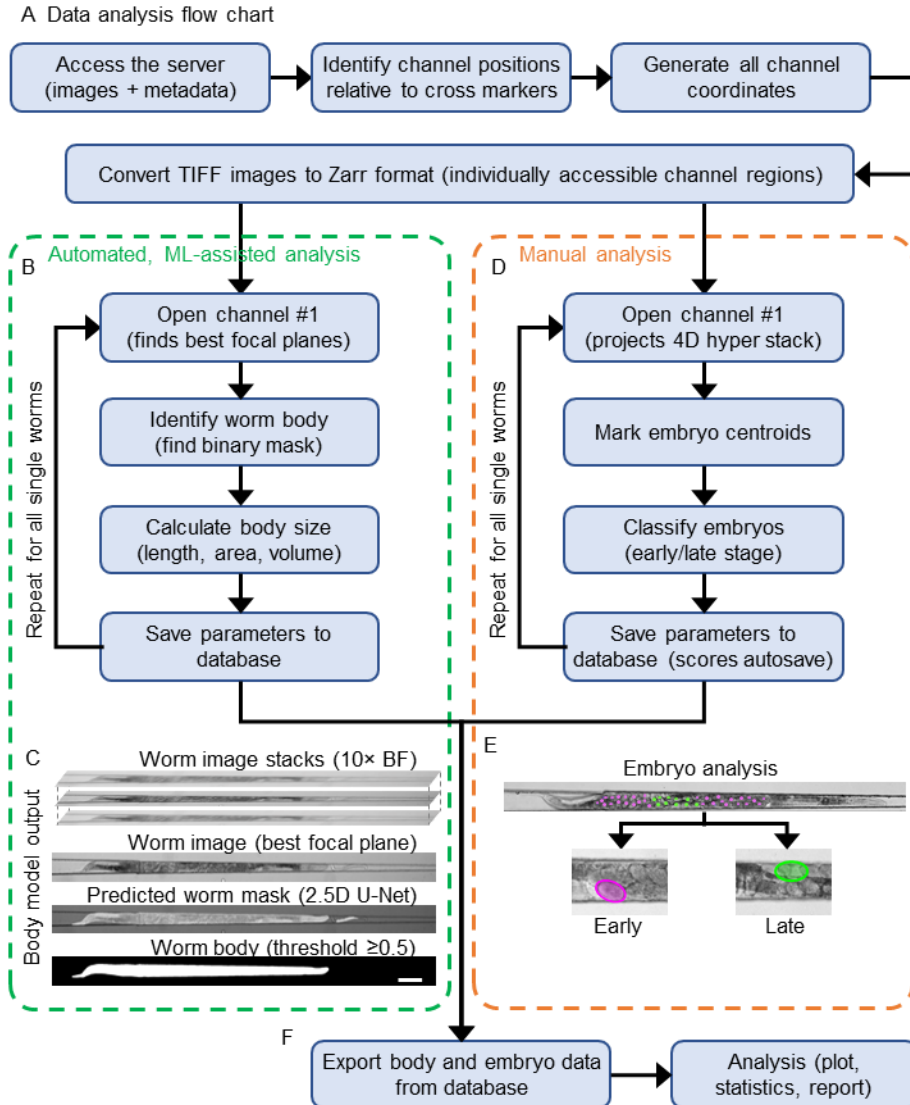 A Data analysis flow chart
Access the server
(images + metadata)
Identify channel positions
relative to cross markers
Generate all channel
coordinates
Convert TIFF images to Zarr format (individually accessible channel regions)
B
Automated, ML-assisted analysis
Open channel #1
(finds best focal planes)
Identify worm body
(find binary mask)
Calculate body size
(length, area, volume)
Save parameters to
database
Repeat for all single worms
D
Manual analysis
Open channel #1
(projects 4D hyper stack)
Mark embryo centroids
Classify embryos
(early/late stage)
Save parameters to
database (scores autosave)
Repeat for all single worms
C
Body model output
Worm image stacks (10× BF)
Worm image (best focal plane)
Predicted worm mask (2.5D U-Net)
Worm body (threshold ≥0.5)
E
Embryo analysis
Early
Late
F
Export body and embryo data
from database
Analysis (plot,
statistics, report)